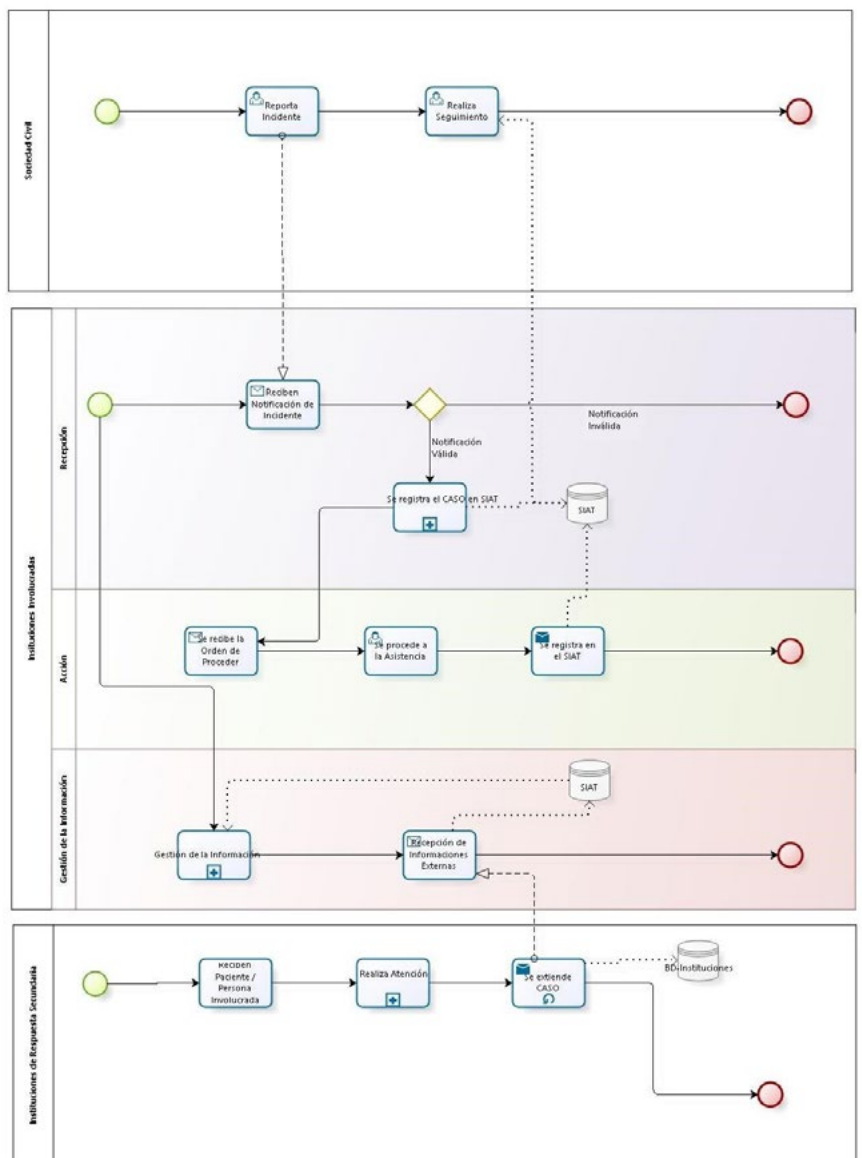 Sociedad Civil
Reporta
Incidente
Realiza
Seguimiento
Instituciones Involucradas
Recepción
Reciben
Notificación de
Incidente
Notificación
Inválida
Notificación
Válida
Se registra el CASO en SIAT
SIAT
Acción
Se recibe la
Orden de
Proceder
Se procede a
la Asistencia
Se registra en
el SIAT
Gestión de la Información
SIAT
Gestión de la Información
Recepción de
Informaciones
Externas
Instituciones de Respuesta Secundaria
Reciben
Paciente /
Persona
Involucrada
Realiza Atención
Se extiende
CASO
BD-Instituciones